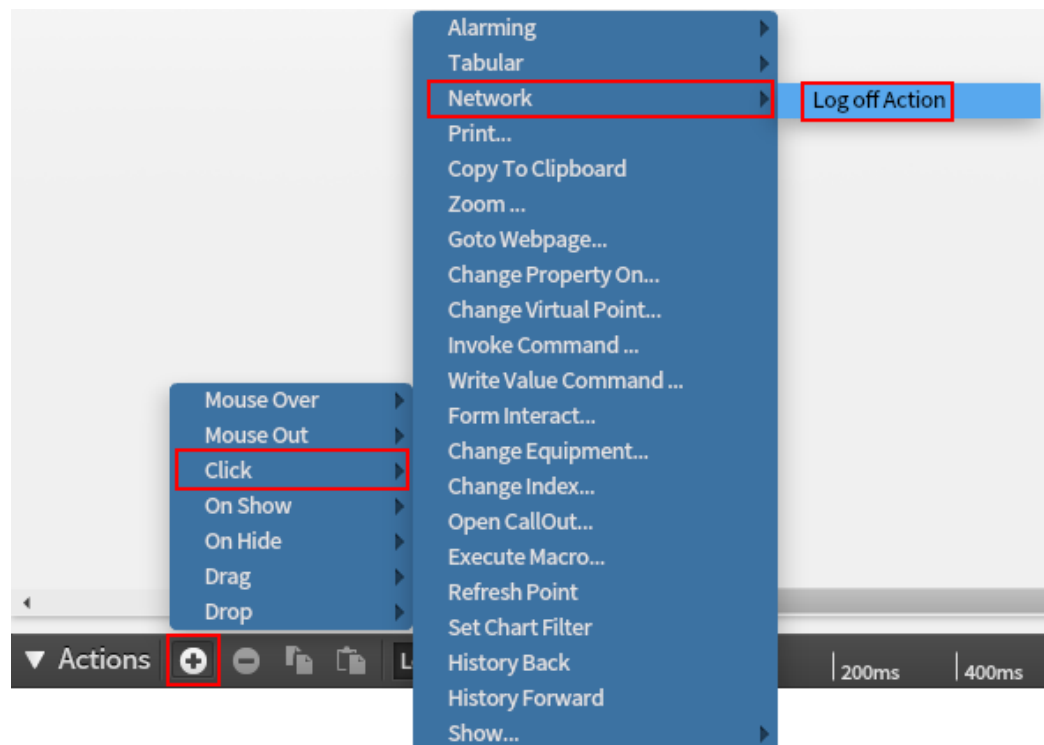 Alarming
Tabular
Network
Log off Action
Print...
Copy To Clipboard
Zoom ...
Goto Webpage...
Change Property On...
Change Virtual Point...
Invoke Command ...
Write Value Command ...
Form Interact...
Change Equipment...
Change Index...
Open CallOut...
Execute Macro...
Refresh Point
Set Chart Filter
History Back
History Forward
Show...
Mouse Over
Mouse Out
Click
On Show
On Hide
Drag
Drop
Actions
200ms
400ms